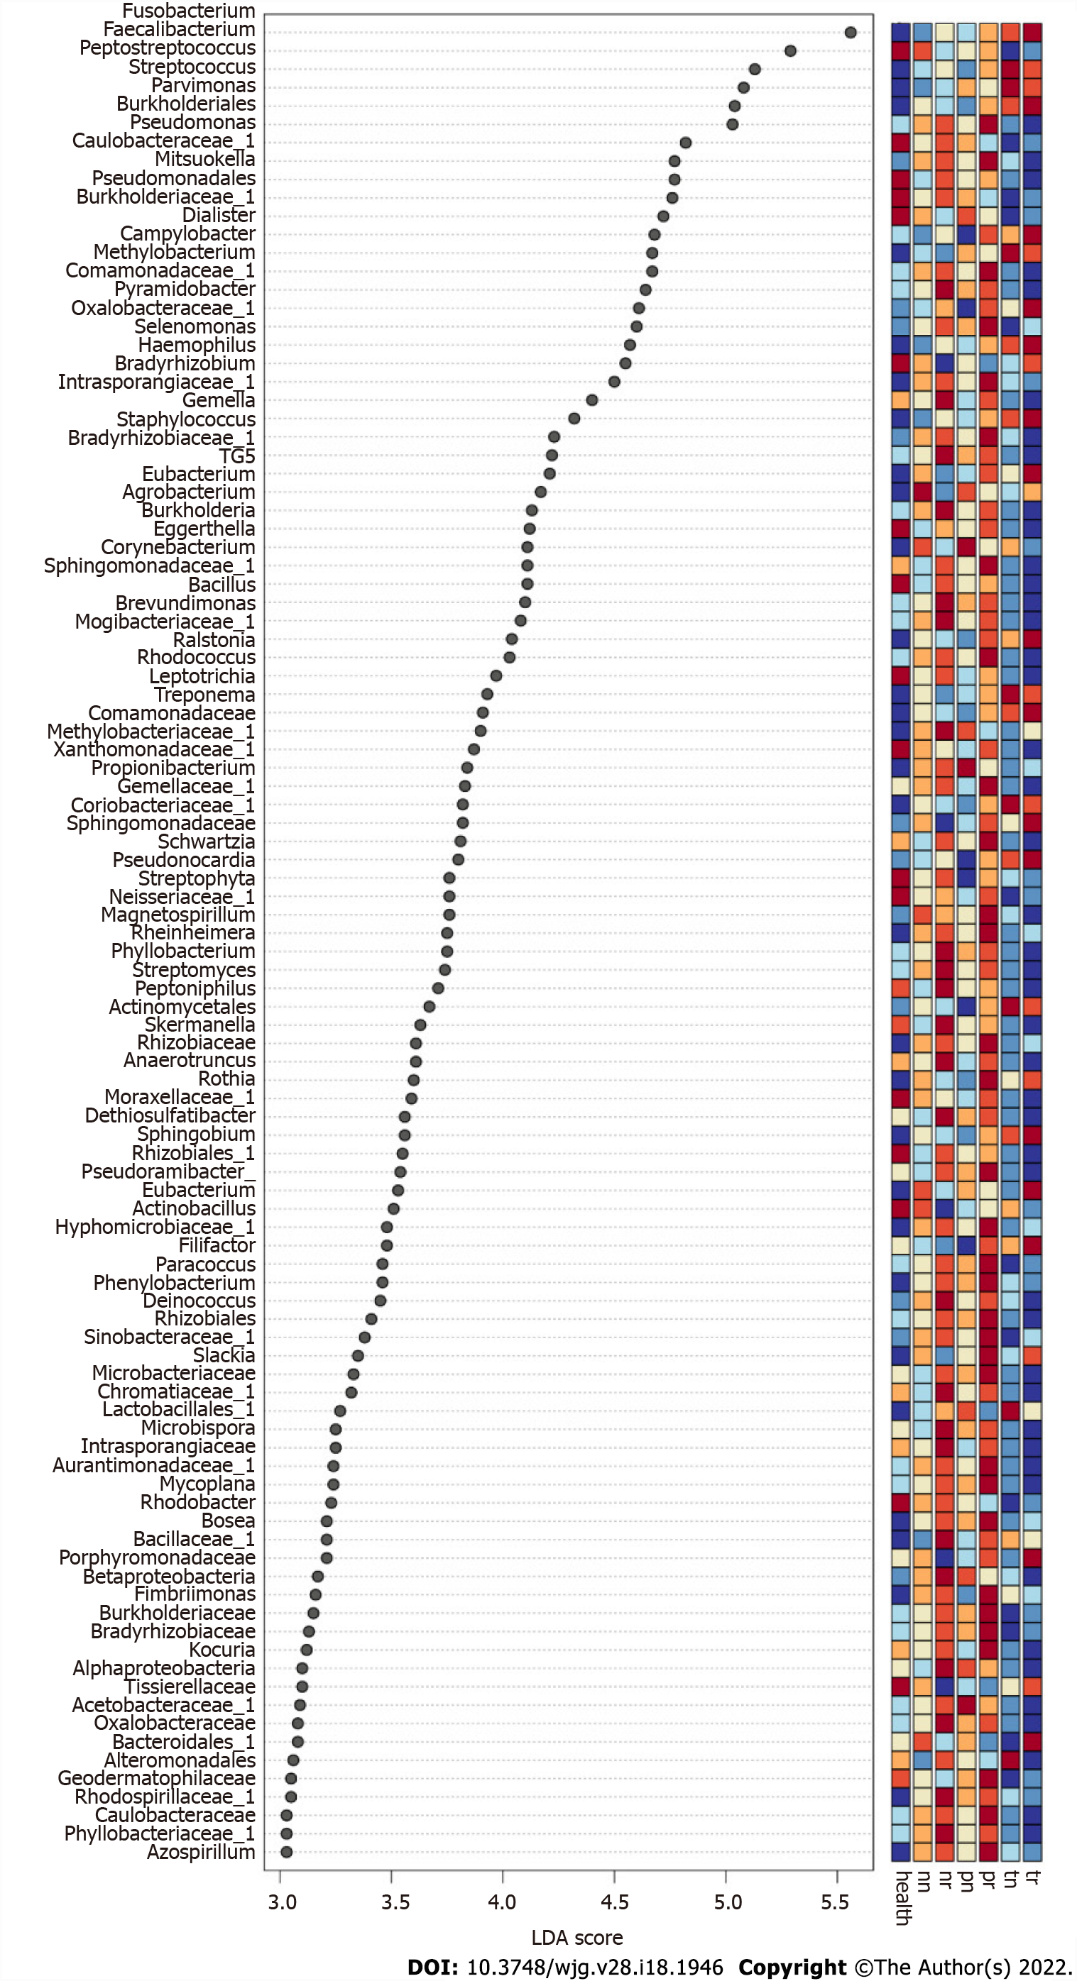 Fusobacterium
Faecalibacterium
Peptostreptococcus
Streptococcus
Parvimonas
Burkholderiales
Pseudomonas
Caulobacteraceae_1
Mitsuokella
Pseudomonadales
Burkholderiaceae_1
Dialister
Campylobacter
Methylobacterium
Comamonadaceae_1
Pyramidobacter
Oxalobacteraceae_1
Selenomonas
Haemophilus
Bradyrhizobium
Intrasporangiaceae_1
Gemella
Staphylococcus
Bradyrhizobiaceae_1
TG5
Eubacterium
Agrobacterium
Burkholderia
Eggerthella
Corynebacterium
Sphingomonadaceae_1
Bacillus
Brevundimonas
Mogibacteriaceae_1
Ralstonia
Rhodococcus
Leptotrichia
Treponema
Comamonadaceae
Methylobacteriaceae_1
Xanthomonadaceae_1
Propionibacterium
Gemellaceae_1
Coriobacteriaceae_1
Sphingomonadaceae
Schwartzia
Pseudonocardia
Streptophyta
Neisseriaceae_1
Magnetospirillum
Rheinheimera
Phyllobacterium
Streptomyces
Peptoniphilus
Actinomycetales
Skermanella
Rhizobiaceae
Anaerotruncus
Rothia
Moraxellaceae_1
Dethiosulfatibacter
Sphingobium
Rhizobiales_1
Pseudoramibacter_
Eubacterium
Actinobacillus
Hyphomicrobiaceae_1
Filifactor
Paracoccus
Phenylobacterium
Deinococcus
Rhizobiales
Sinobacteraceae_1
Slackia
Microbacteriaceae
Chromatiaceae_1
Lactobacillales_1
Microbispora
Intrasporangiaceae
Aurantimonadaceae_1
Mycoplana
Rhodobacter
Bosea
Bacillaceae_1
Porphyromonadaceae
Betaproteobacteria
Fimbriimonas
Burkholderiaceae
Bradyrhizobiaceae
Kocuria
Alphaproteobacteria
Tissierellaceae
Acetobacteraceae_1
Oxalobacteraceae
Bacteroidales_1
Alteromonadales
Geodermatophilaceae
Rhodospirillaceae_1
Caulobacteraceae
Phyllobacteriaceae_1
Azospirillum
3.0 3.5 4.0 4.5 5.0 5.5
LDA score
health nn nr pn pr tn tr
DOI: 10.3748/wjg.v28.i18.1946 Copyright ©The Author(s) 2022.